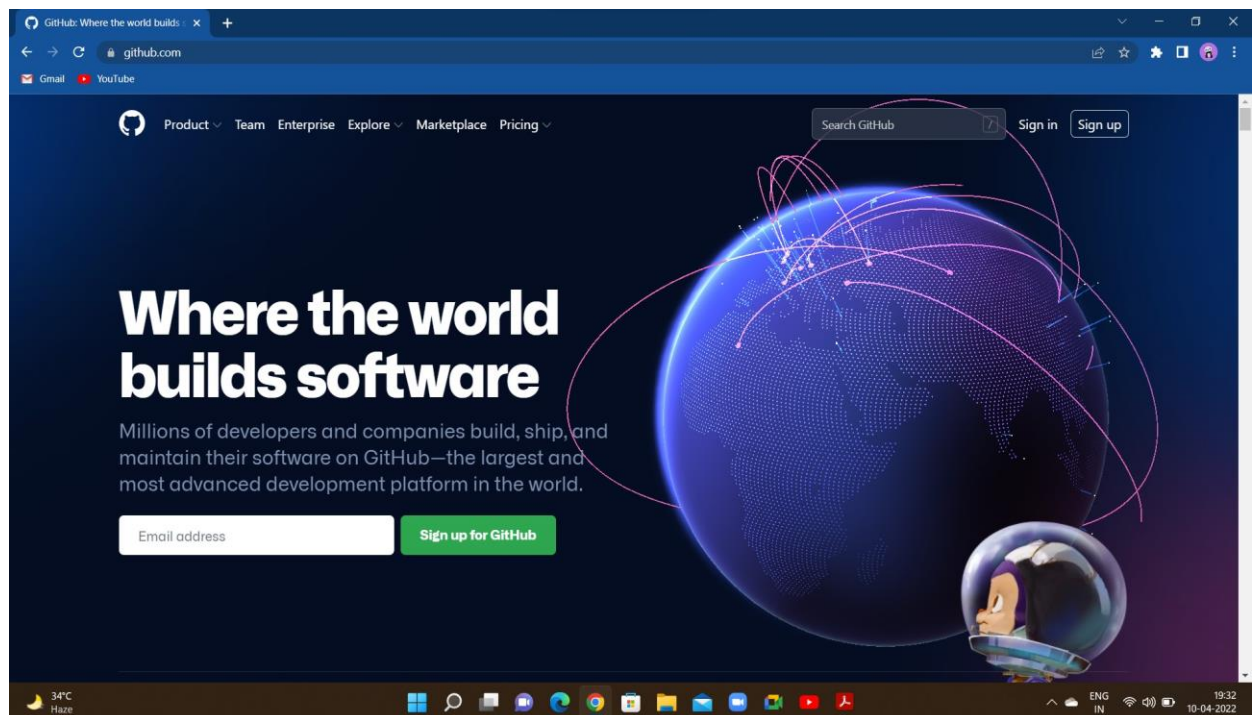 GitHub: Where the world builds s
github.com
Gmail YouTube
Product Team Enterprise Explore Marketplace Pricing Search GitHub / Sign in Sign up
Where the world
builds software
Millions of developers and companies build, ship, and
maintain their software on GitHub—the largest and
most advanced development platform in the world.
Email address Sign up for GitHub
34°C
Haze
ENG
IN
19:32
10-04-2022